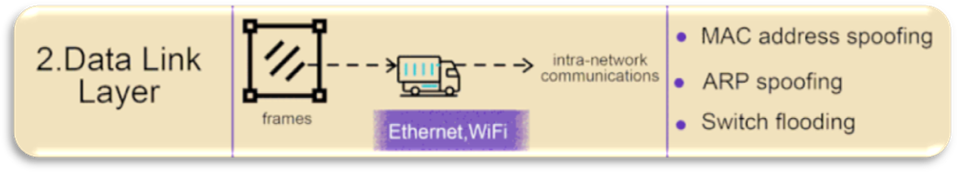 2.Data Link
Layer
frames
Ethernet,WiFi
intra-network
communications
MAC address spoofing
ARP spoofing
Switch flooding